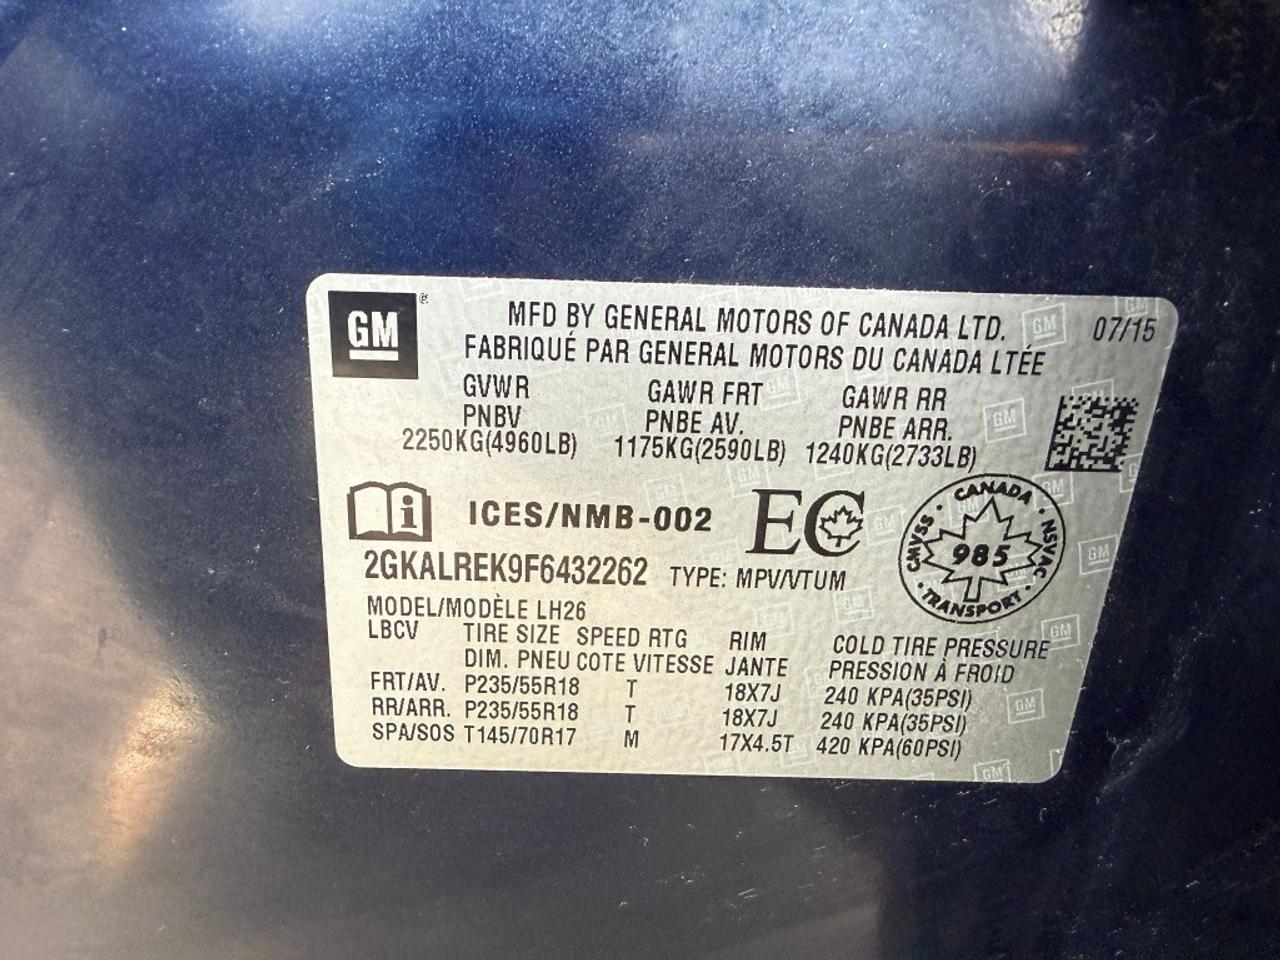 GM
MFD BY GENERAL MOTORS OF CANADA LTD. 07/15
FABRIQUÉ PAR GENERAL MOTORS DU CANADA LTÉE
GVWR GAWR FRT GAWR RR
PNBV PNBE AV. PNBE ARR.
2250KG(4960LB) 1175KG(2590LB) 1240KG(2733LB)
ICES/NMB-002 EC
CANADA · NSVAC · TRANSPORT · CMVSS ·
985
2GKALREK9F6432262 TYPE: MPV/VTUM
MODEL/MODÈLE LH26
LBCV TIRE SIZE SPEED RTG RIM COLD TIRE PRESSURE
DIM. PNEU COTE VITESSE JANTE PRESSION À FROID
FRT/AV. P235/55R18 T 18X7J 240 KPA(35PSI)
RR/ARR. P235/55R18 T 18X7J 240 KPA(35PSI)
SPA/SOS T145/70R17 M 17X4.5T 420 KPA(60PSI)